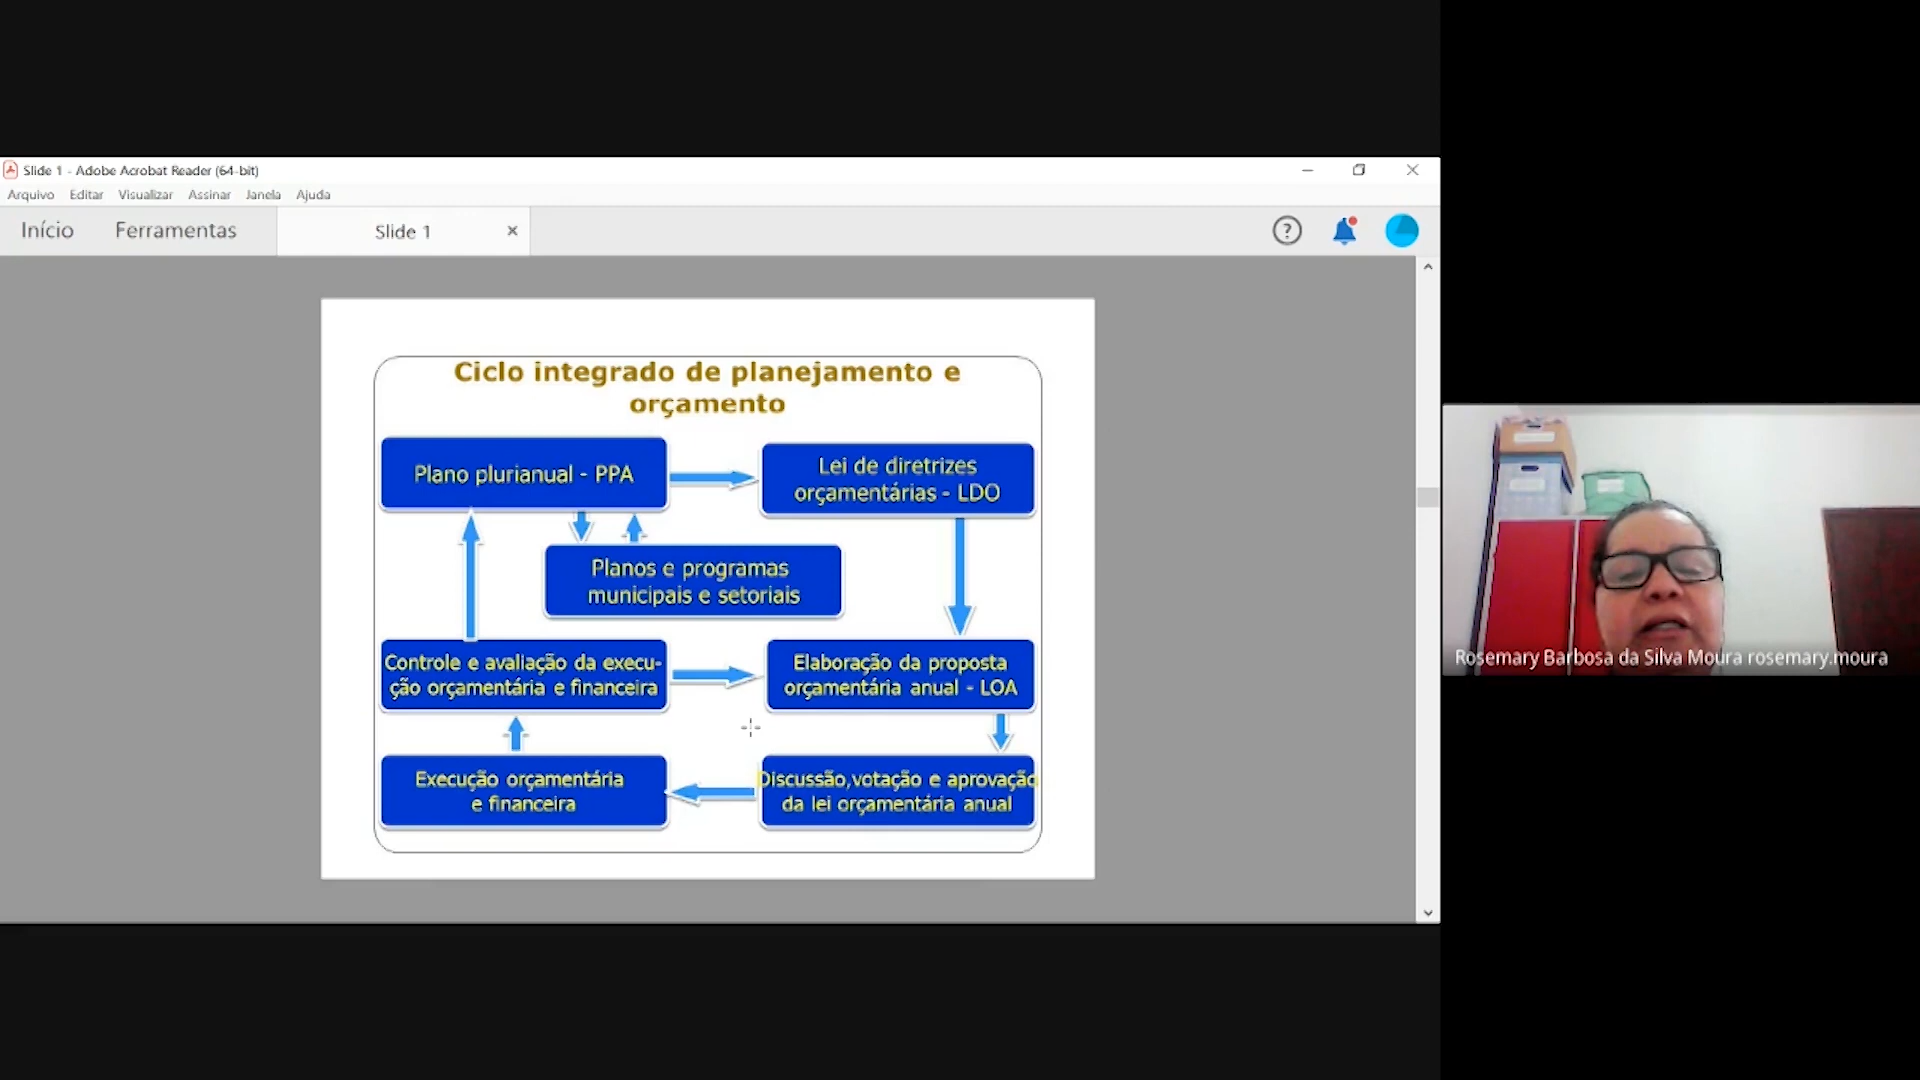 Slide 1 - Adobe Acrobat Reader (64-bit)
Arquivo Editar Visualizar Assinar Janela Ajuda
Início Ferramentas Slide 1
Ciclo integrado de planejamento e
orçamento
Plano plurianual - PPA
Lei de diretrizes
orçamentárias - LDO
Planos e programas
municipais e setoriais
Controle e avaliação da execu-
ção orçamentária e financeira
Elaboração da proposta
orçamentária anual - LOA
Execução orçamentária
e financeira
Discussão,votação e aprovação
da lei orçamentária anual
Rosemary Barbosa da Silva Moura rosemary.moura